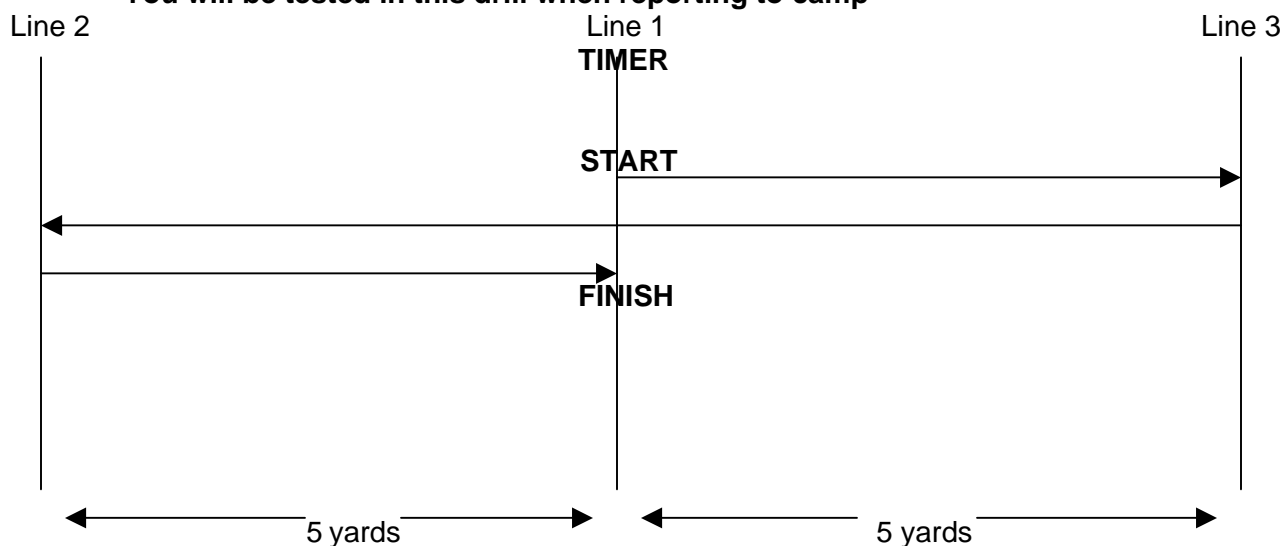 You will be tested in this drill when reporting to camp
Line 2 Line 1 Line 3
TIMER
START
FINISH
5 yards 5 yards